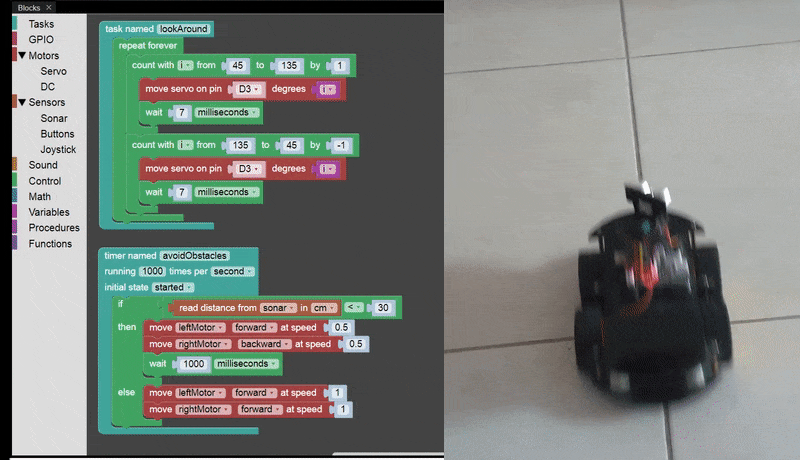 Blocks ×
Tasks
GPIO
Motors
Servo
DC
Sensors
Sonar
Buttons
Joystick
Sound
Control
Math
Variables
Procedures
Functions
task named lookAround
repeat forever
count with i from 45 to 135 by 1
move servo on pin D3 degrees i
wait 7 milliseconds
count with i from 135 to 45 by -1
move servo on pin D3 degrees i
wait 7 milliseconds
timer named avoidObstacles
running 1000 times per second
initial state started
if read distance from sonar in cm < 30
then move leftMotor forward at speed 0.5
move rightMotor backward at speed 0.5
wait 1000 milliseconds
else move leftMotor forward at speed 1
move rightMotor forward at speed 1